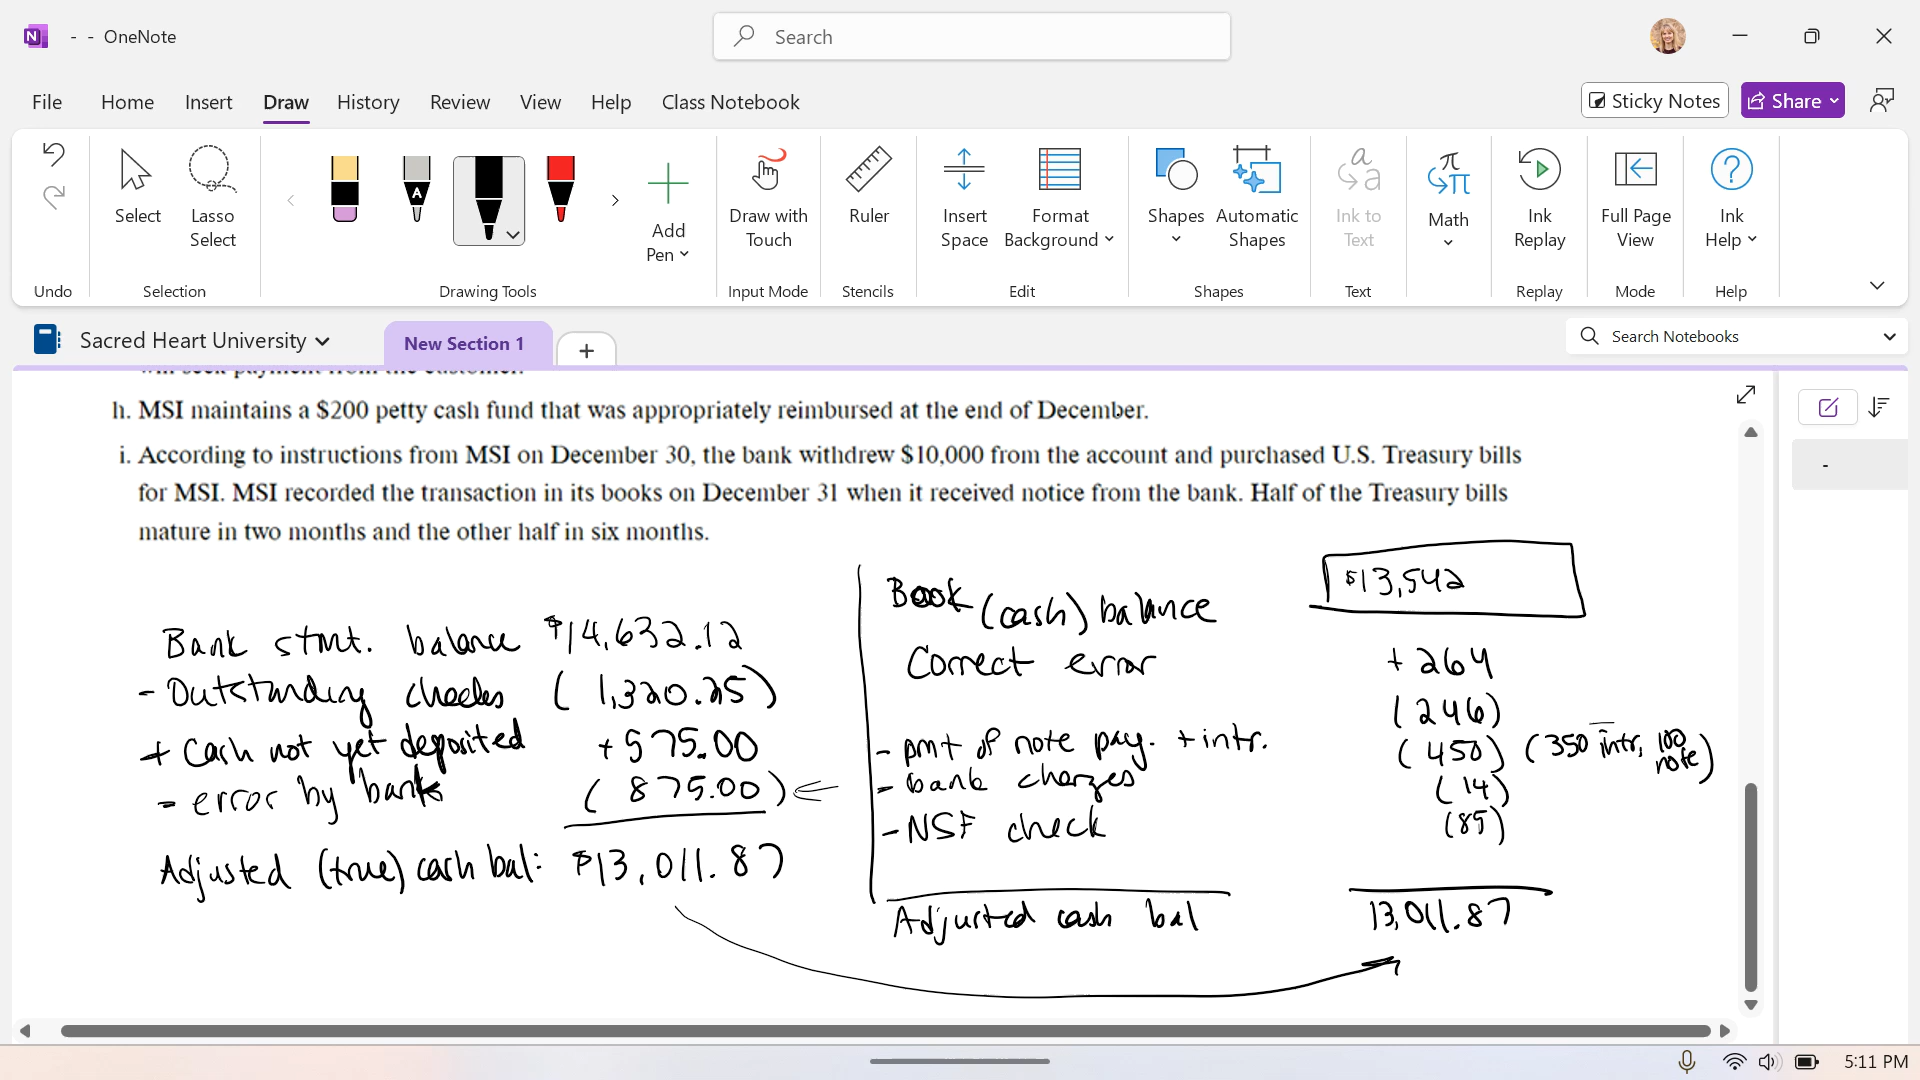 - - OneNote
Search
File Home Insert Draw History Review View Help Class Notebook
Sticky Notes Share
Select
Lasso Select
A
Add Pen
Draw with Touch
Ruler
Insert Space
Format Background
Shapes
Automatic Shapes
Ink to Text
Math
Ink Replay
Full Page View
Ink Help
Undo Selection Drawing Tools Input Mode Stencils Edit Shapes Text Replay Mode Help
Sacred Heart University New Section 1 +
Search Notebooks
will seek payment from the customer.
h. MSI maintains a $200 petty cash fund that was appropriately reimbursed at the end of December.
i. According to instructions from MSI on December 30, the bank withdrew $10,000 from the account and purchased U.S. Treasury bills
for MSI. MSI recorded the transaction in its books on December 31 when it received notice from the bank. Half of the Treasury bills
mature in two months and the other half in six months.
Bank stmt. balance $14,632.12
- Outstanding checks (1,320.25)
+ Cash not yet deposited + 575.00
- error by bank (875.00)
Adjusted (true) cash bal: $13,011.87
Book (cash) balance $13,542
Correct error + 264
(246)
- pmt of note pay. + intr. (450) (350 intr, 100 note)
- bank charges (14)
- NSF check (85)
Adjusted cash bal 13,011.87
-
5:11 PM